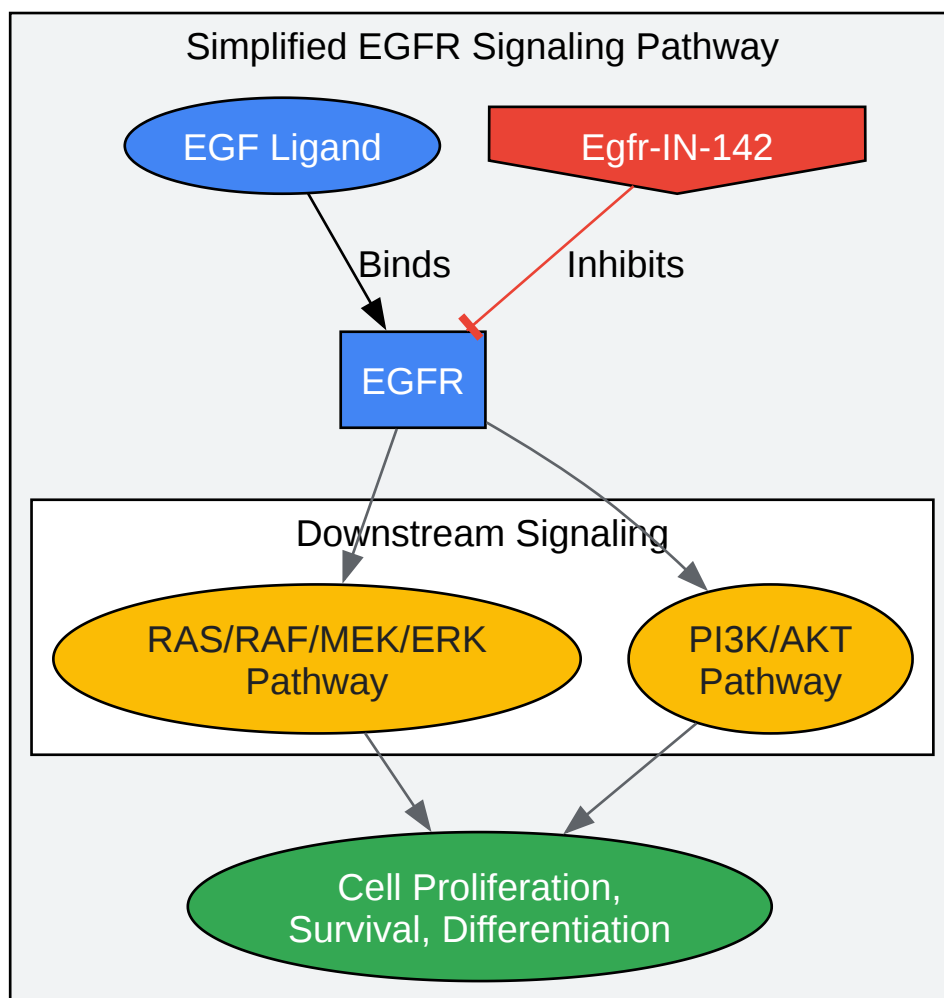 Simplified EGFR Signaling Pathway
EGF Ligand
Egfr-IN-142
Binds
Inhibits
EGFR
Downstream Signaling
RAS/RAF/MEK/ERK
Pathway
PI3K/AKT
Pathway
Cell Proliferation,
Survival, Differentiation